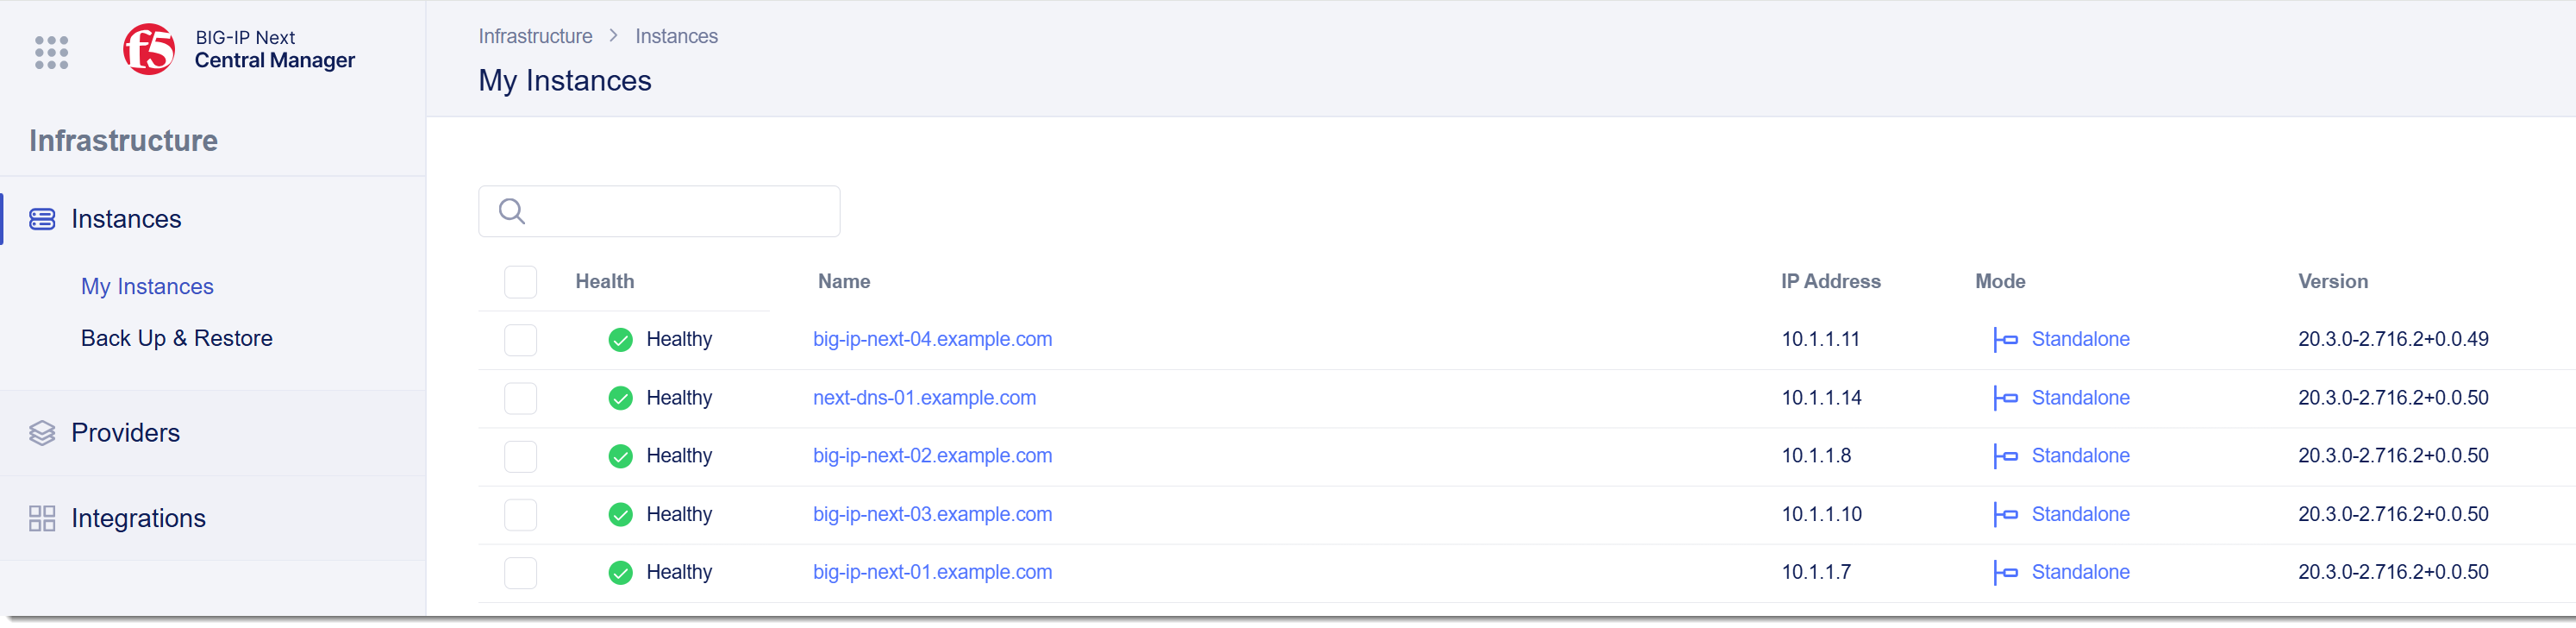 f5
BIG-IP Next
Central Manager
Infrastructure
Instances
My Instances
Back Up & Restore
Providers
Integrations
Infrastructure > Instances
My Instances
Health Name IP Address Mode Version
Healthy big-ip-next-04.example.com 10.1.1.11 Standalone 20.3.0-2.716.2+0.0.49
Healthy next-dns-01.example.com 10.1.1.14 Standalone 20.3.0-2.716.2+0.0.50
Healthy big-ip-next-02.example.com 10.1.1.8 Standalone 20.3.0-2.716.2+0.0.50
Healthy big-ip-next-03.example.com 10.1.1.10 Standalone 20.3.0-2.716.2+0.0.50
Healthy big-ip-next-01.example.com 10.1.1.7 Standalone 20.3.0-2.716.2+0.0.50